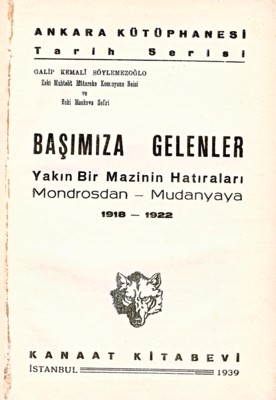 ANKARA KÜTÜPHANESİ
Tarih Serisi
GALİP KEMALİ SÖYLEMEZOĞLO
Eski Muhtelit Mütareke Komisyonu Reisi
ve
Eski Moskova Sefiri
BAŞIMIZA GELENLER
Yakın Bir Mazinin Hatıraları
Mondrosdan – Mudanyaya
1918 – 1922
KANAAT KİTABEVİ
İSTANBUL 1939